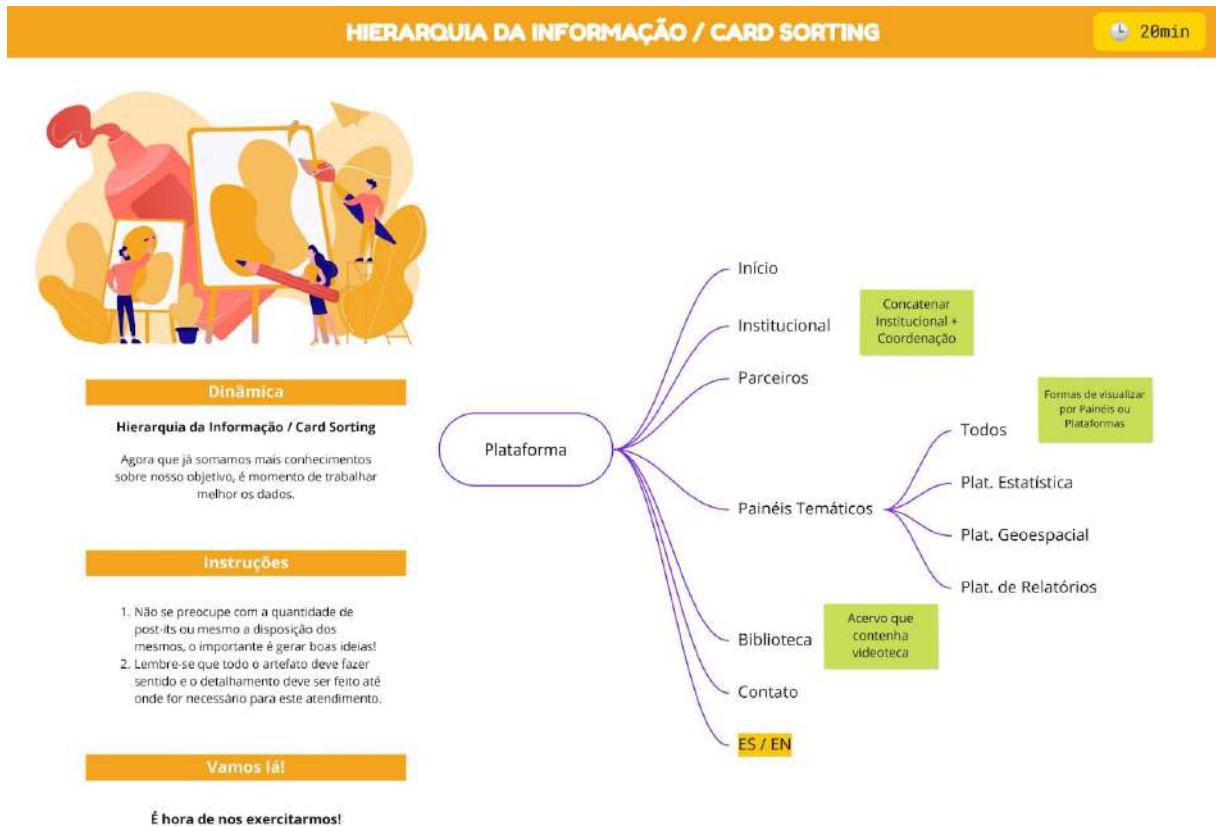 HIERARQUIA DA INFORMAÇÃO / CARD SORTING
20min
Dinâmica
Hierarquia da Informação / Card Sorting
Agora que já somamos mais conhecimentos
sobre nosso objetivo, é momento de trabalhar
melhor os dados.
Instruções
1. Não se preocupe com a quantidade de
post-its ou mesmo a disposição dos
mesmos, o importante é gerar boas ideias!
2. Lembre-se que todo o artefato deve fazer
sentido e o detalhamento deve ser feito até
onde for necessário para este atendimento.
Vamos lá!
É hora de nos exercitarmos!
Plataforma
Início
Institucional
Concatenar
Institucional +
Coordenação
Parceiros
Painéis Temáticos
Todos
Formas de visualizar
por Painéis ou
Plataformas
Plat. Estatística
Plat. Geoespacial
Plat. de Relatórios
Biblioteca
Acervo que
contenha
videoteca
Contato
ES / EN